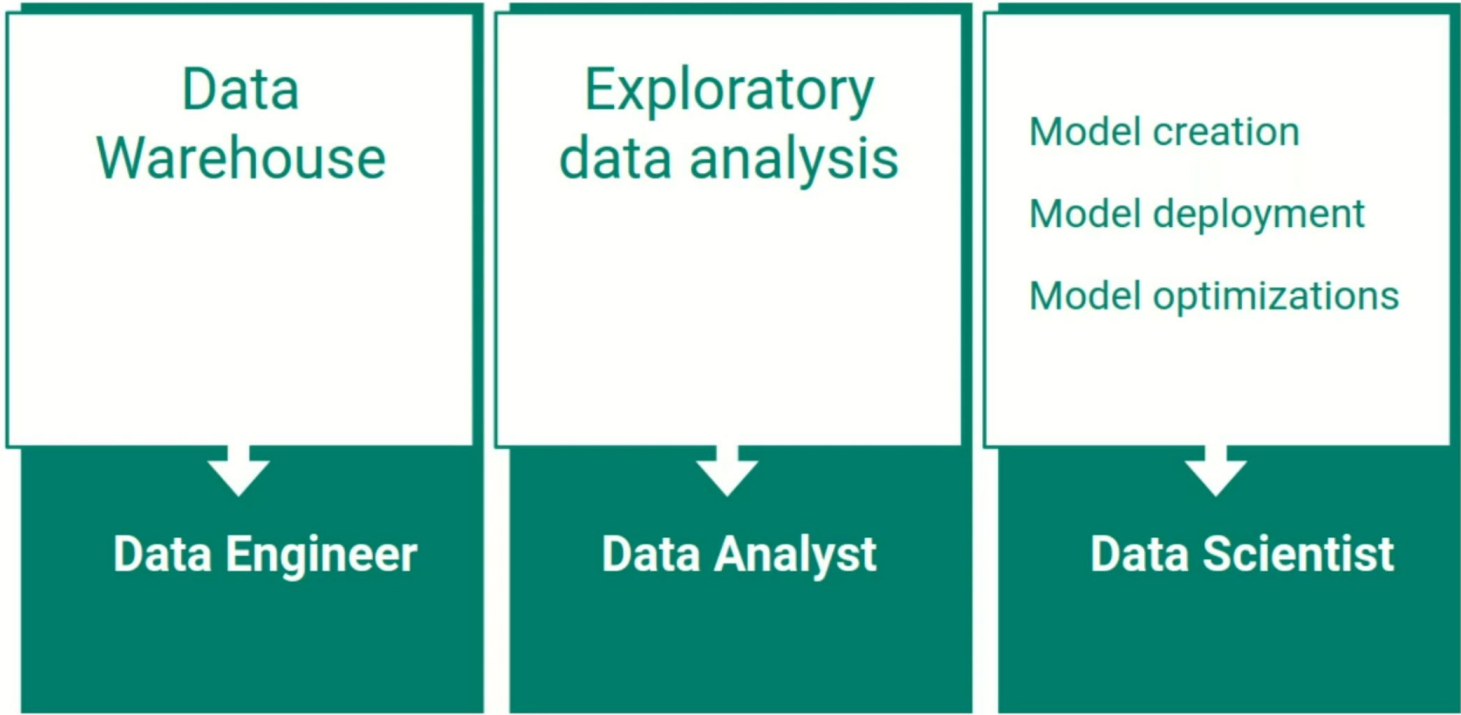 Data
Warehouse
Data Engineer
Exploratory
data analysis
Data Analyst
Model creation
Model deployment
Model optimizations
Data Scientist